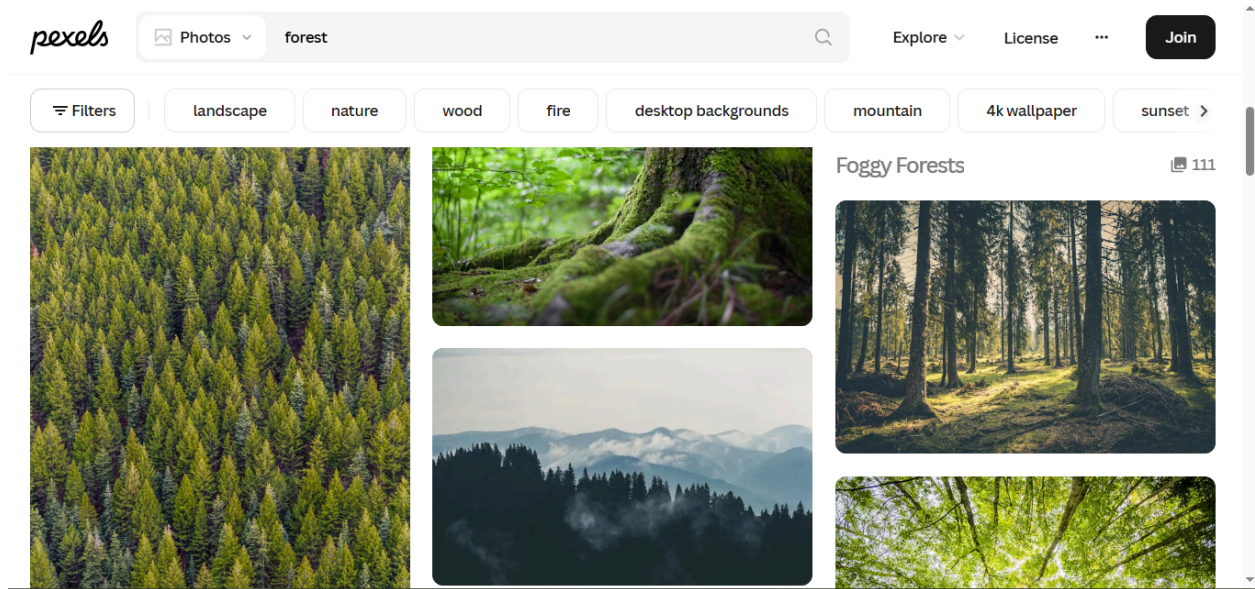 pexels Photos forest Explore License ... Join
Filters landscape nature wood fire desktop backgrounds mountain 4k wallpaper sunset
Foggy Forests 111